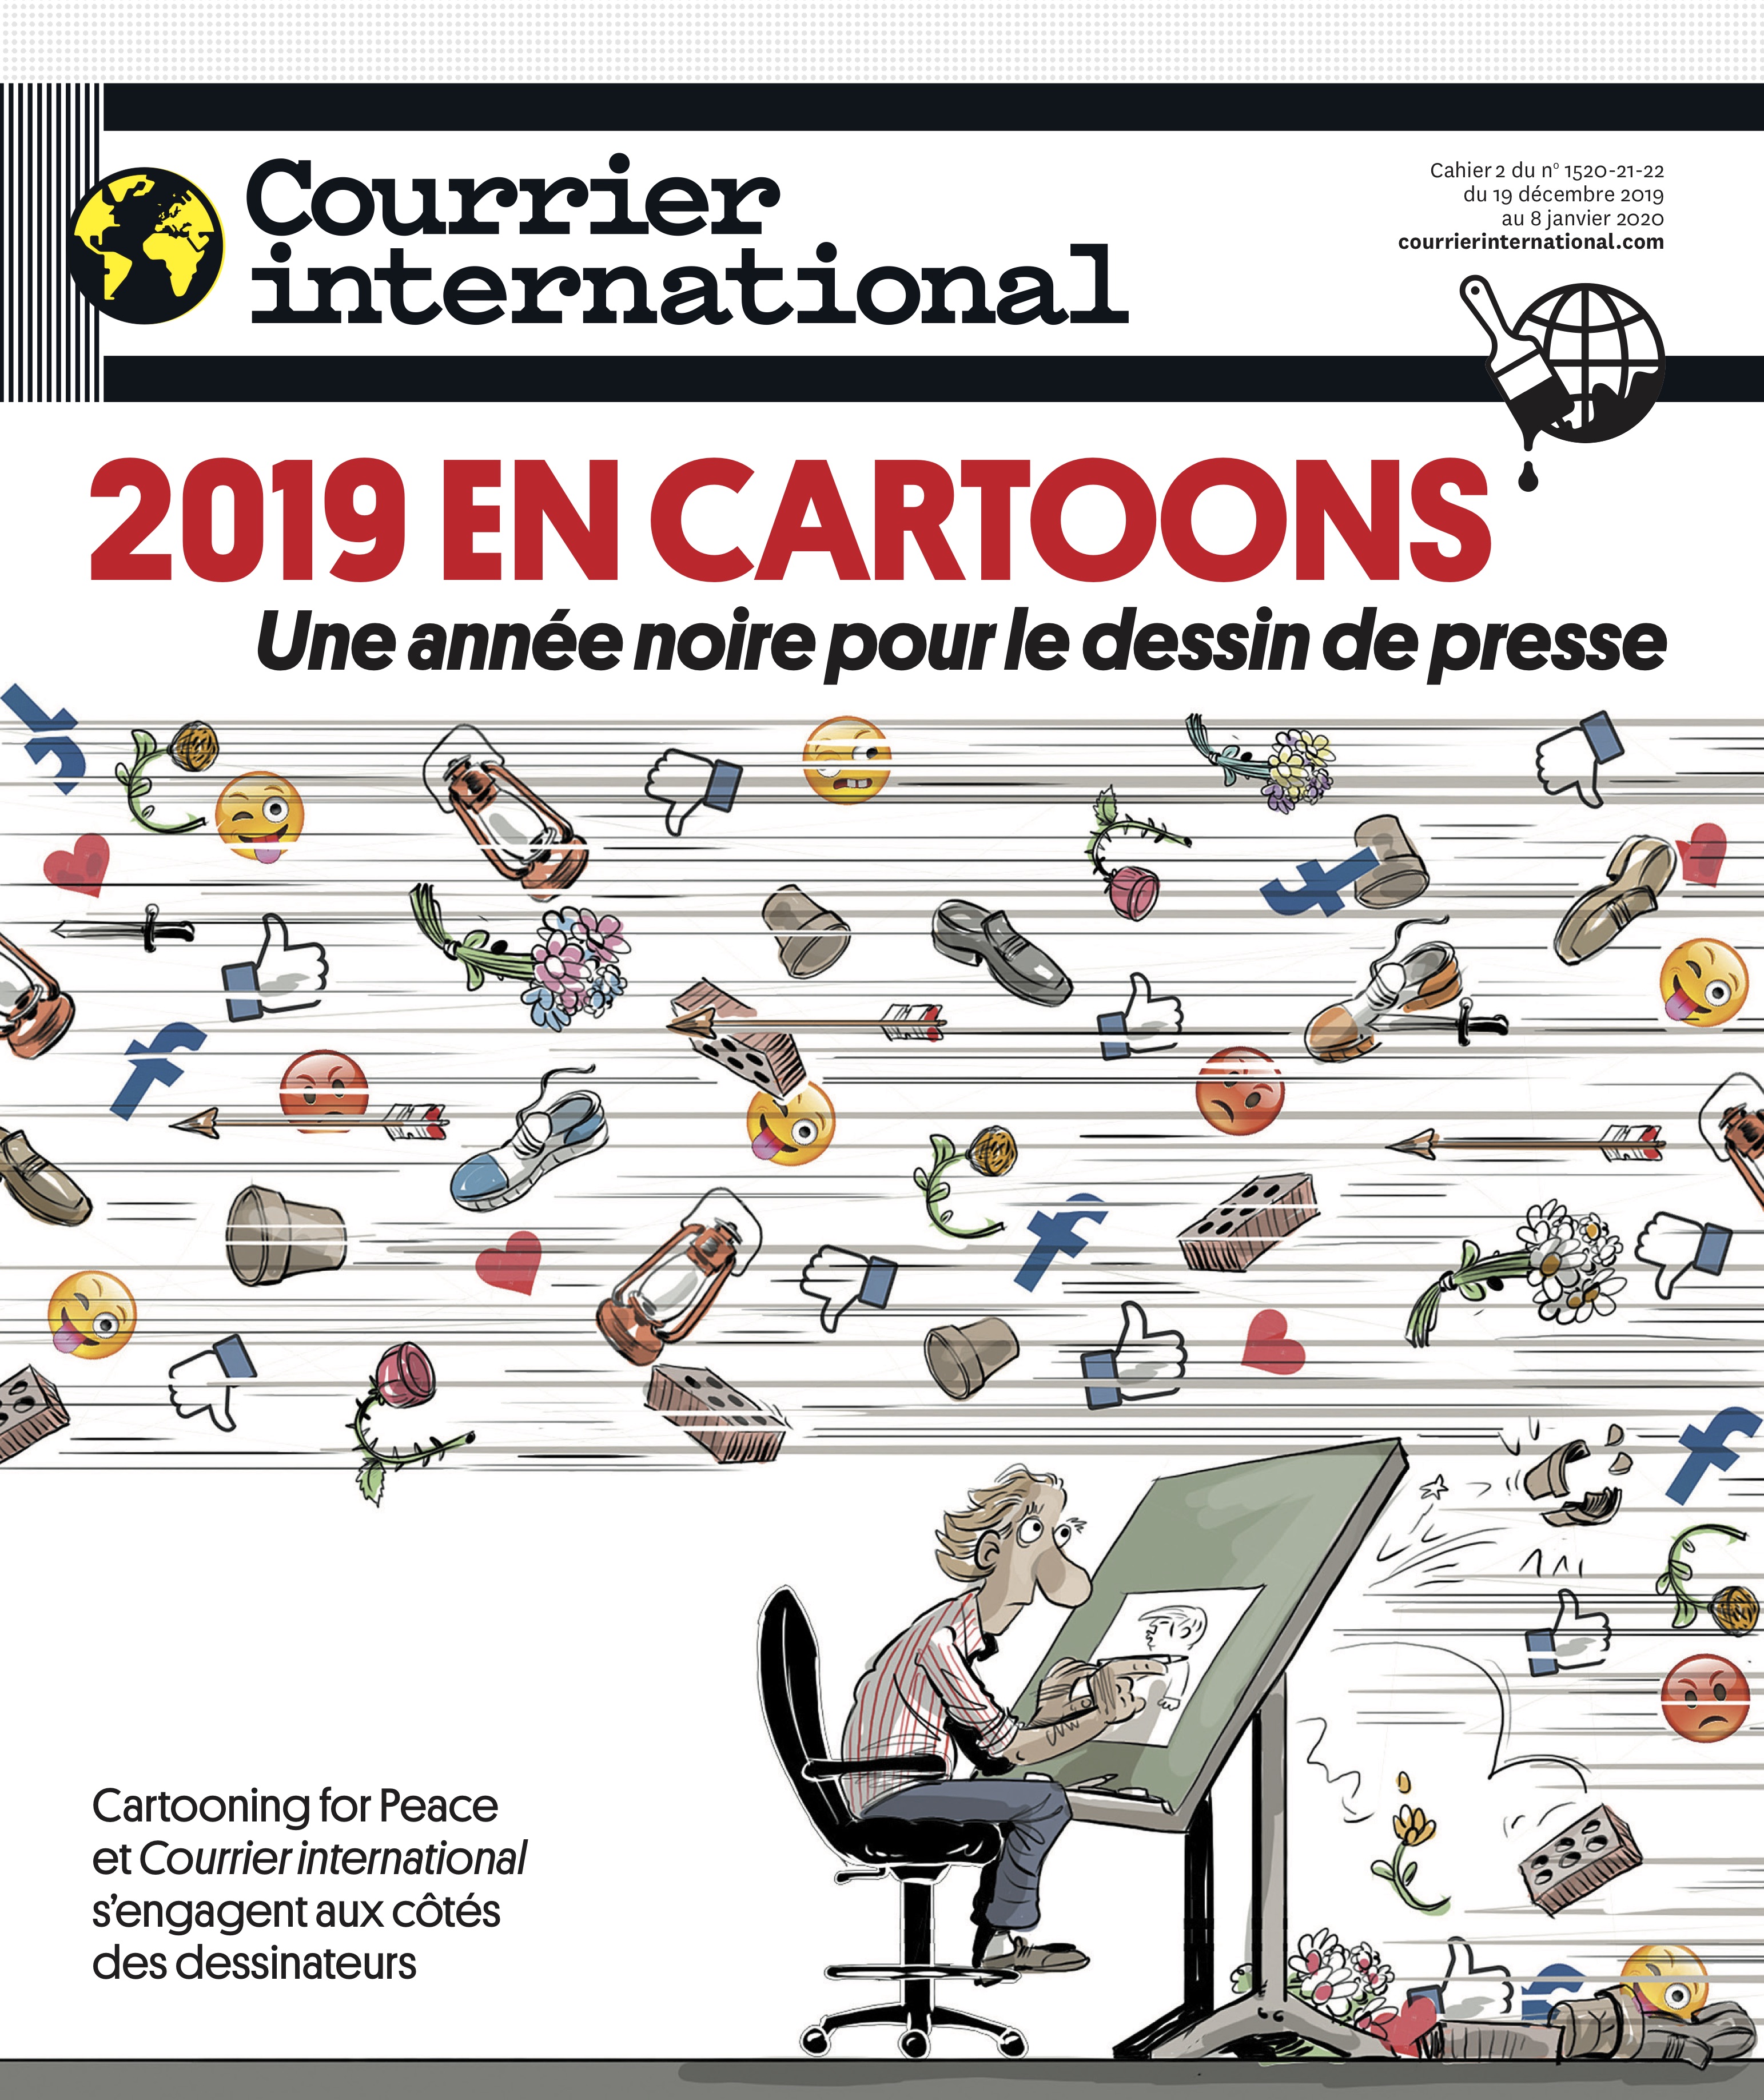 Courrier
international
Cahier 2 du nº 1520-21-22
du 19 décembre 2019
au 8 janvier 2020
courrierinternational.com
2019 EN CARTOONS
Une année noire pour le dessin de presse
Cartooning for Peace
et Courrier international
s’engagent aux côtés
des dessinateurs